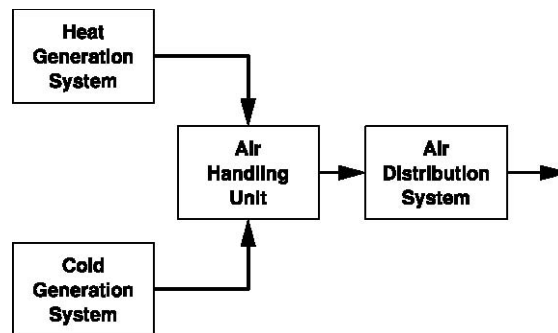 Heat
Generation
System
Air
Handling
Unit
Air
Distribution
System
Cold
Generation
System